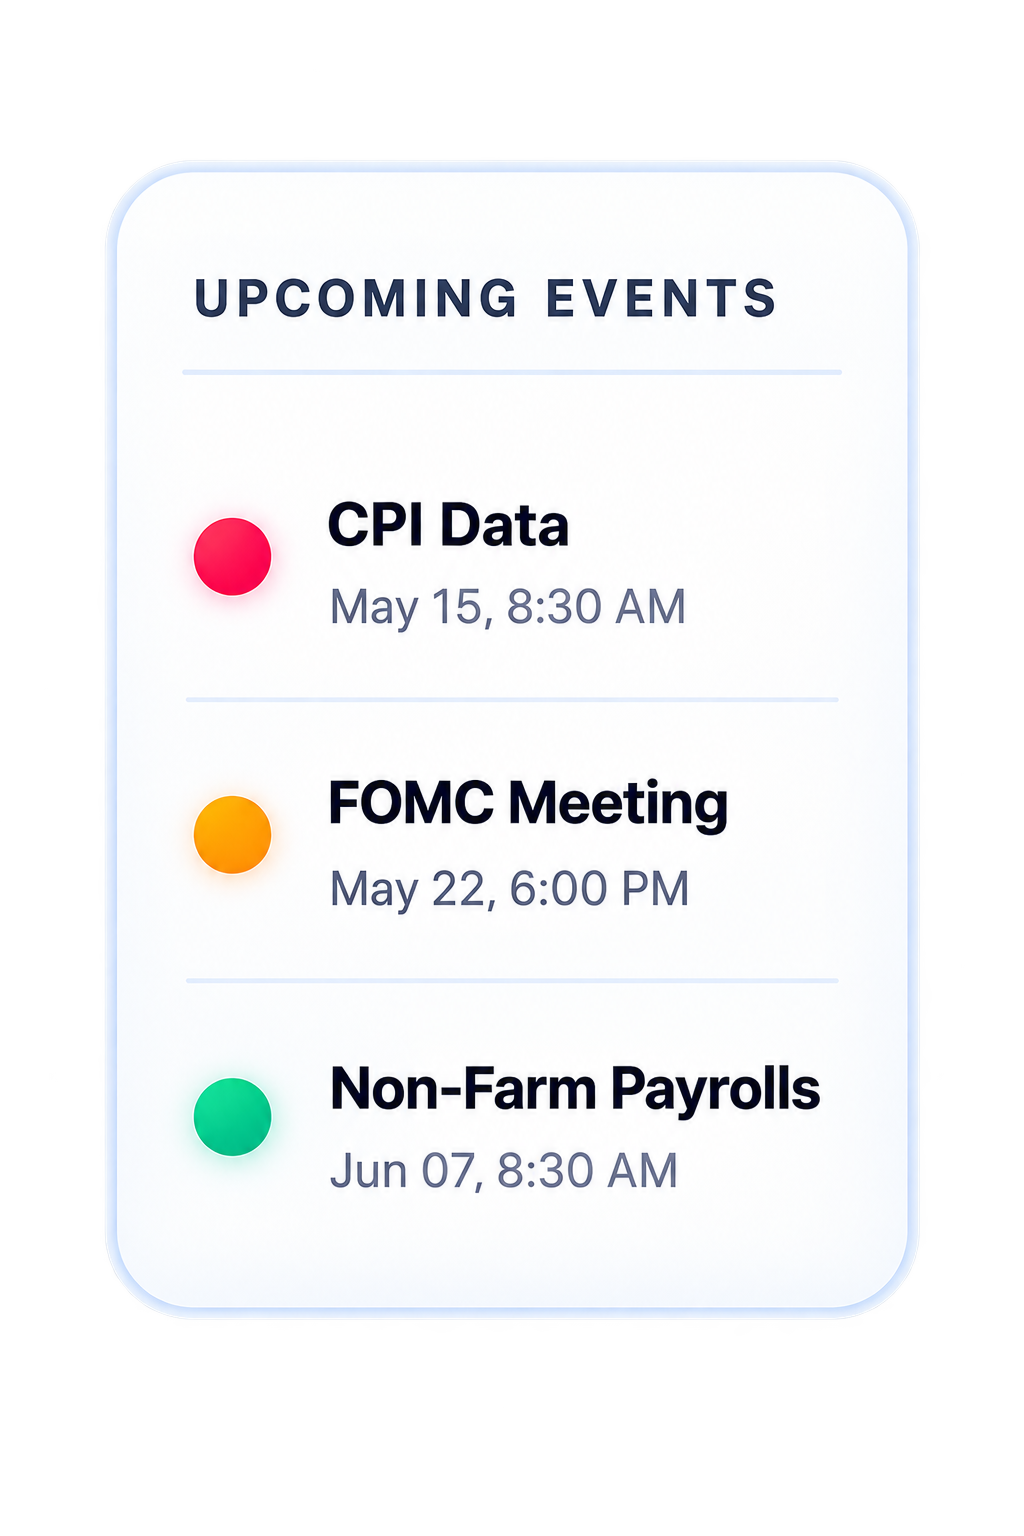 UPCOMING EVENTS
CPI Data
May 15, 8:30 AM
FOMC Meeting
May 22, 6:00 PM
Non-Farm Payrolls
Jun 07, 8:30 AM